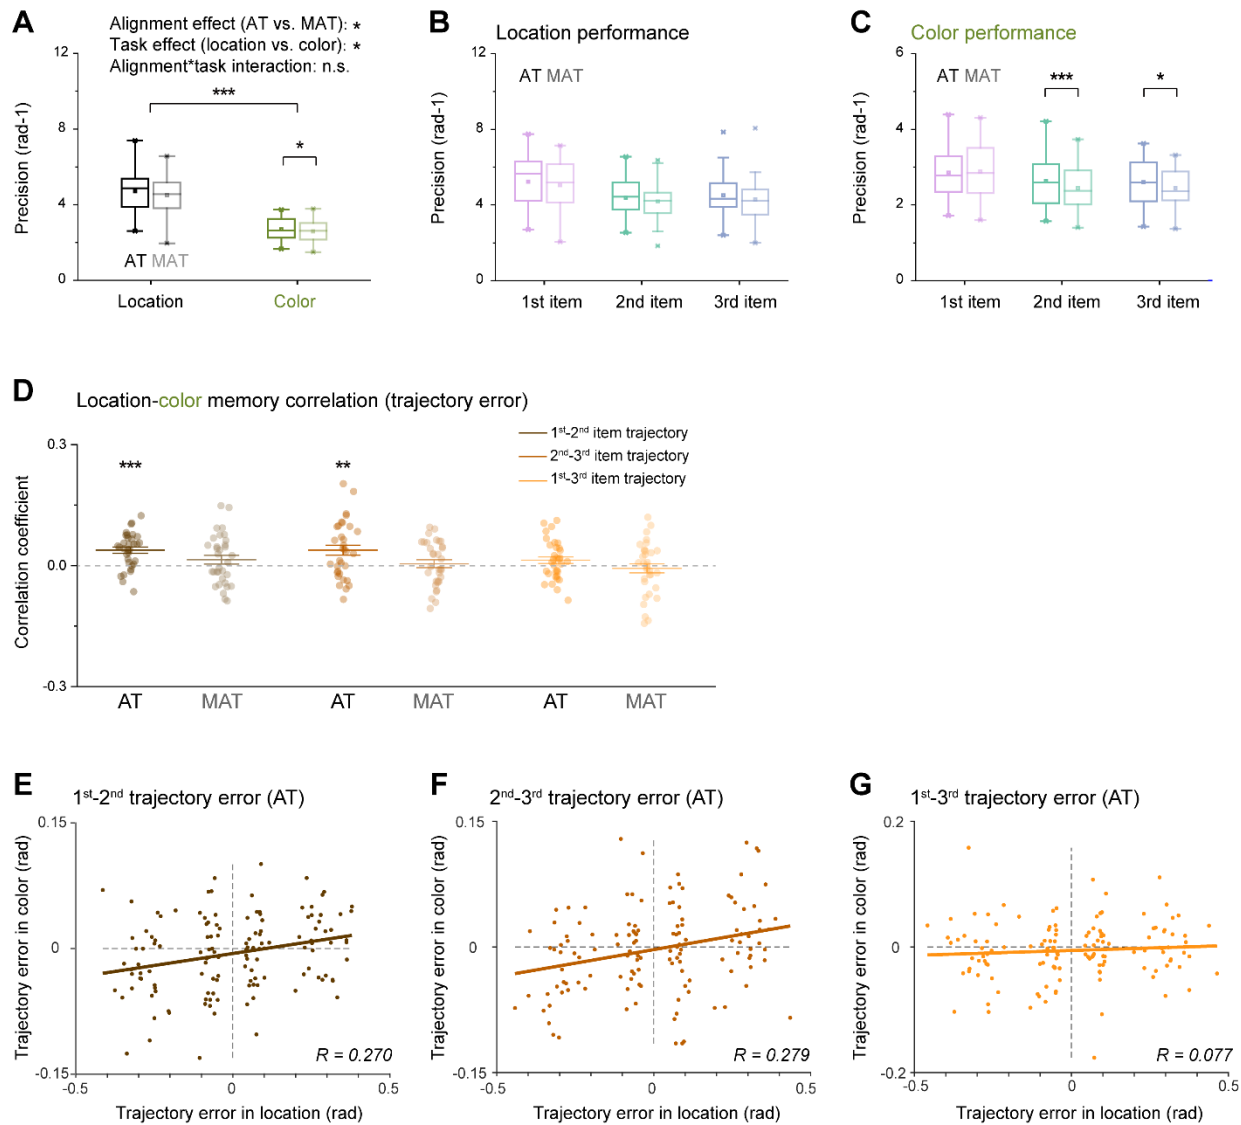 A
Alignment effect (AT vs. MAT): *
Task effect (location vs. color): *
Alignment*task interaction: n.s.
12
8
4
0
Precision (rad-1)
***
*
AT MAT
Location
Color
B
Location performance
12
8
4
0
Precision (rad-1)
AT MAT
1st item
2nd item
3rd item
C
Color performance
6
4
2
0
Precision (rad-1)
AT MAT
***
*
1st item
2nd item
3rd item
D
Location-color memory correlation (trajectory error)
1st-2nd item trajectory
2nd-3rd item trajectory
1st-3rd item trajectory
0.3
0.0
-0.3
Correlation coefficient
***
**
AT
MAT
AT
MAT
AT
MAT
E
1st-2nd trajectory error (AT)
0.15
0
-0.15
Trajectory error in color (rad)
R = 0.270
-0.5
0
0.5
Trajectory error in location (rad)
F
2nd-3rd trajectory error (AT)
0.15
0
-0.15
Trajectory error in color (rad)
R = 0.279
-0.5
0
0.5
Trajectory error in location (rad)
G
1st-3rd trajectory error (AT)
0.2
0
-0.2
Trajectory error in color (rad)
R = 0.077
-0.5
0
0.5
Trajectory error in location (rad)